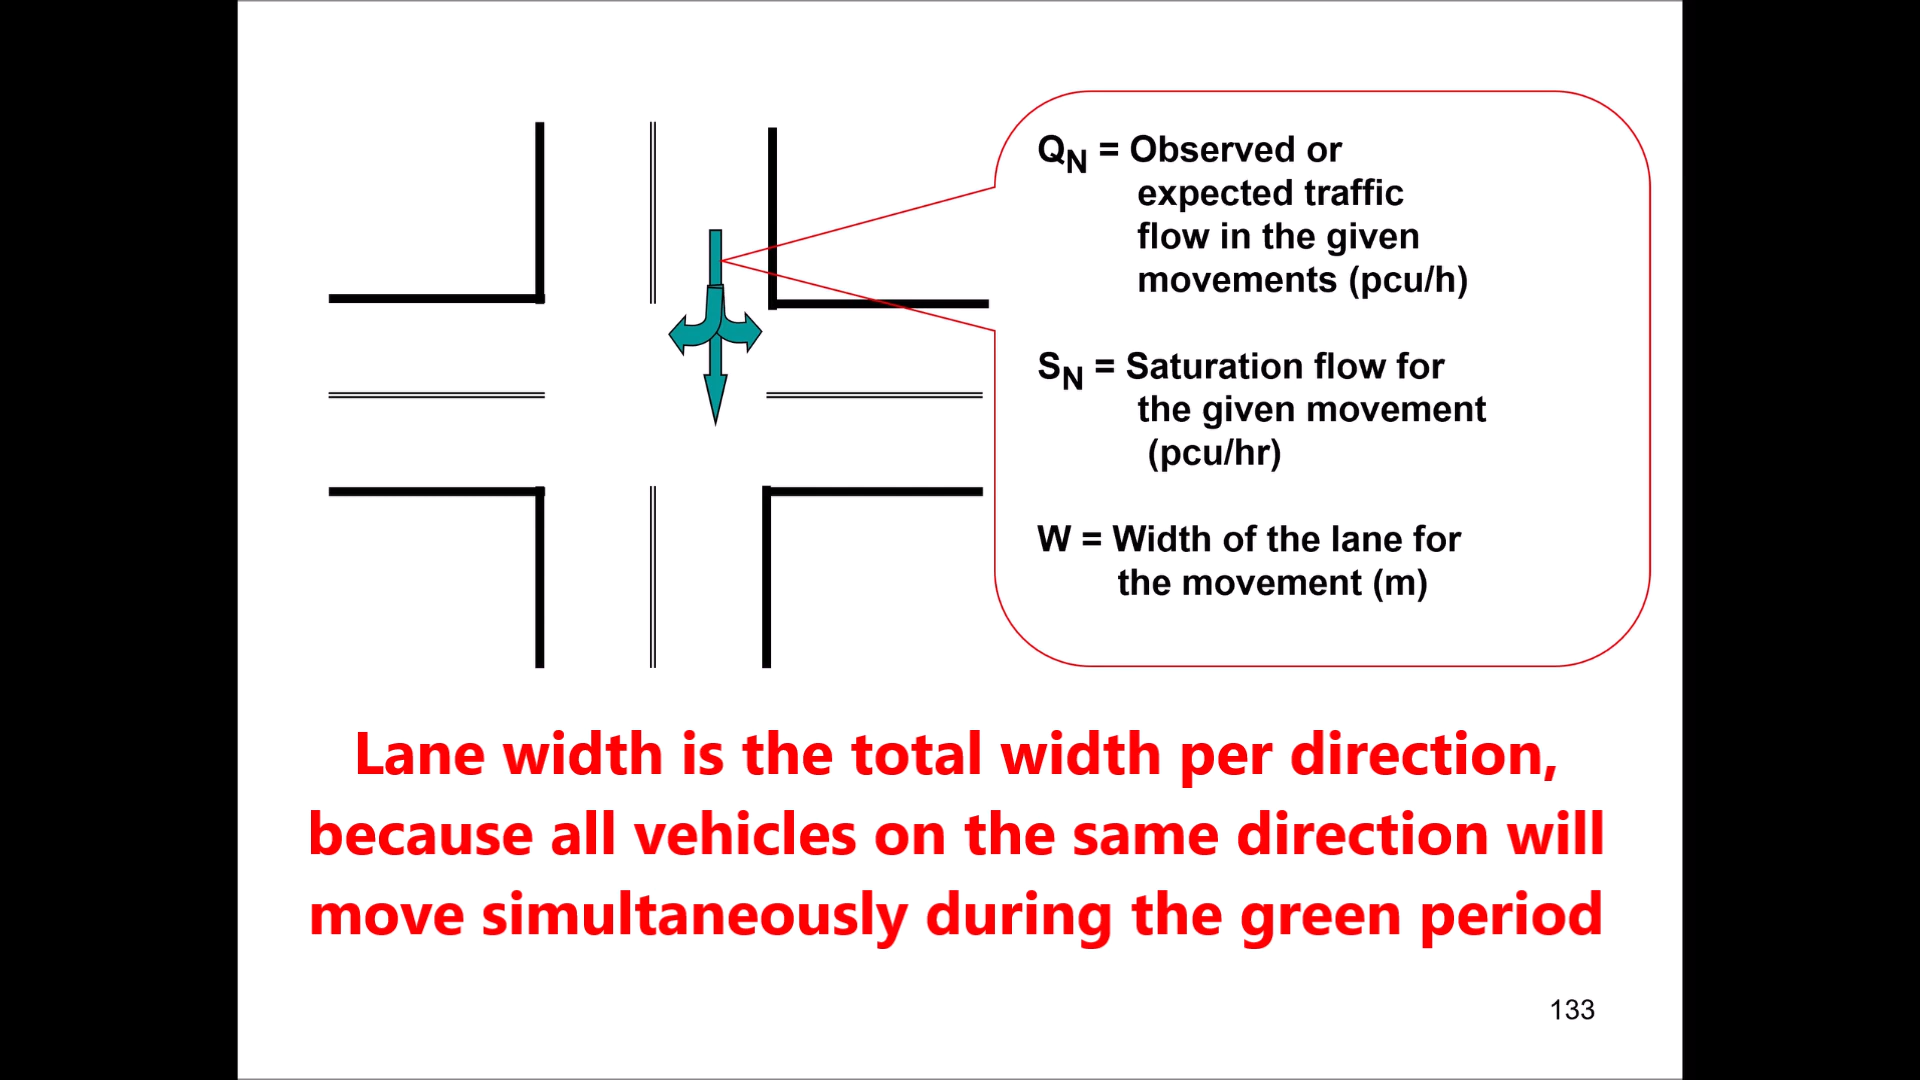 Q_N = Observed or
expected traffic
flow in the given
movements (pcu/h)
S_N = Saturation flow for
the given movement
(pcu/hr)
W = Width of the lane for
the movement (m)
Lane width is the total width per direction,
because all vehicles on the same direction will
move simultaneously during the green period
133